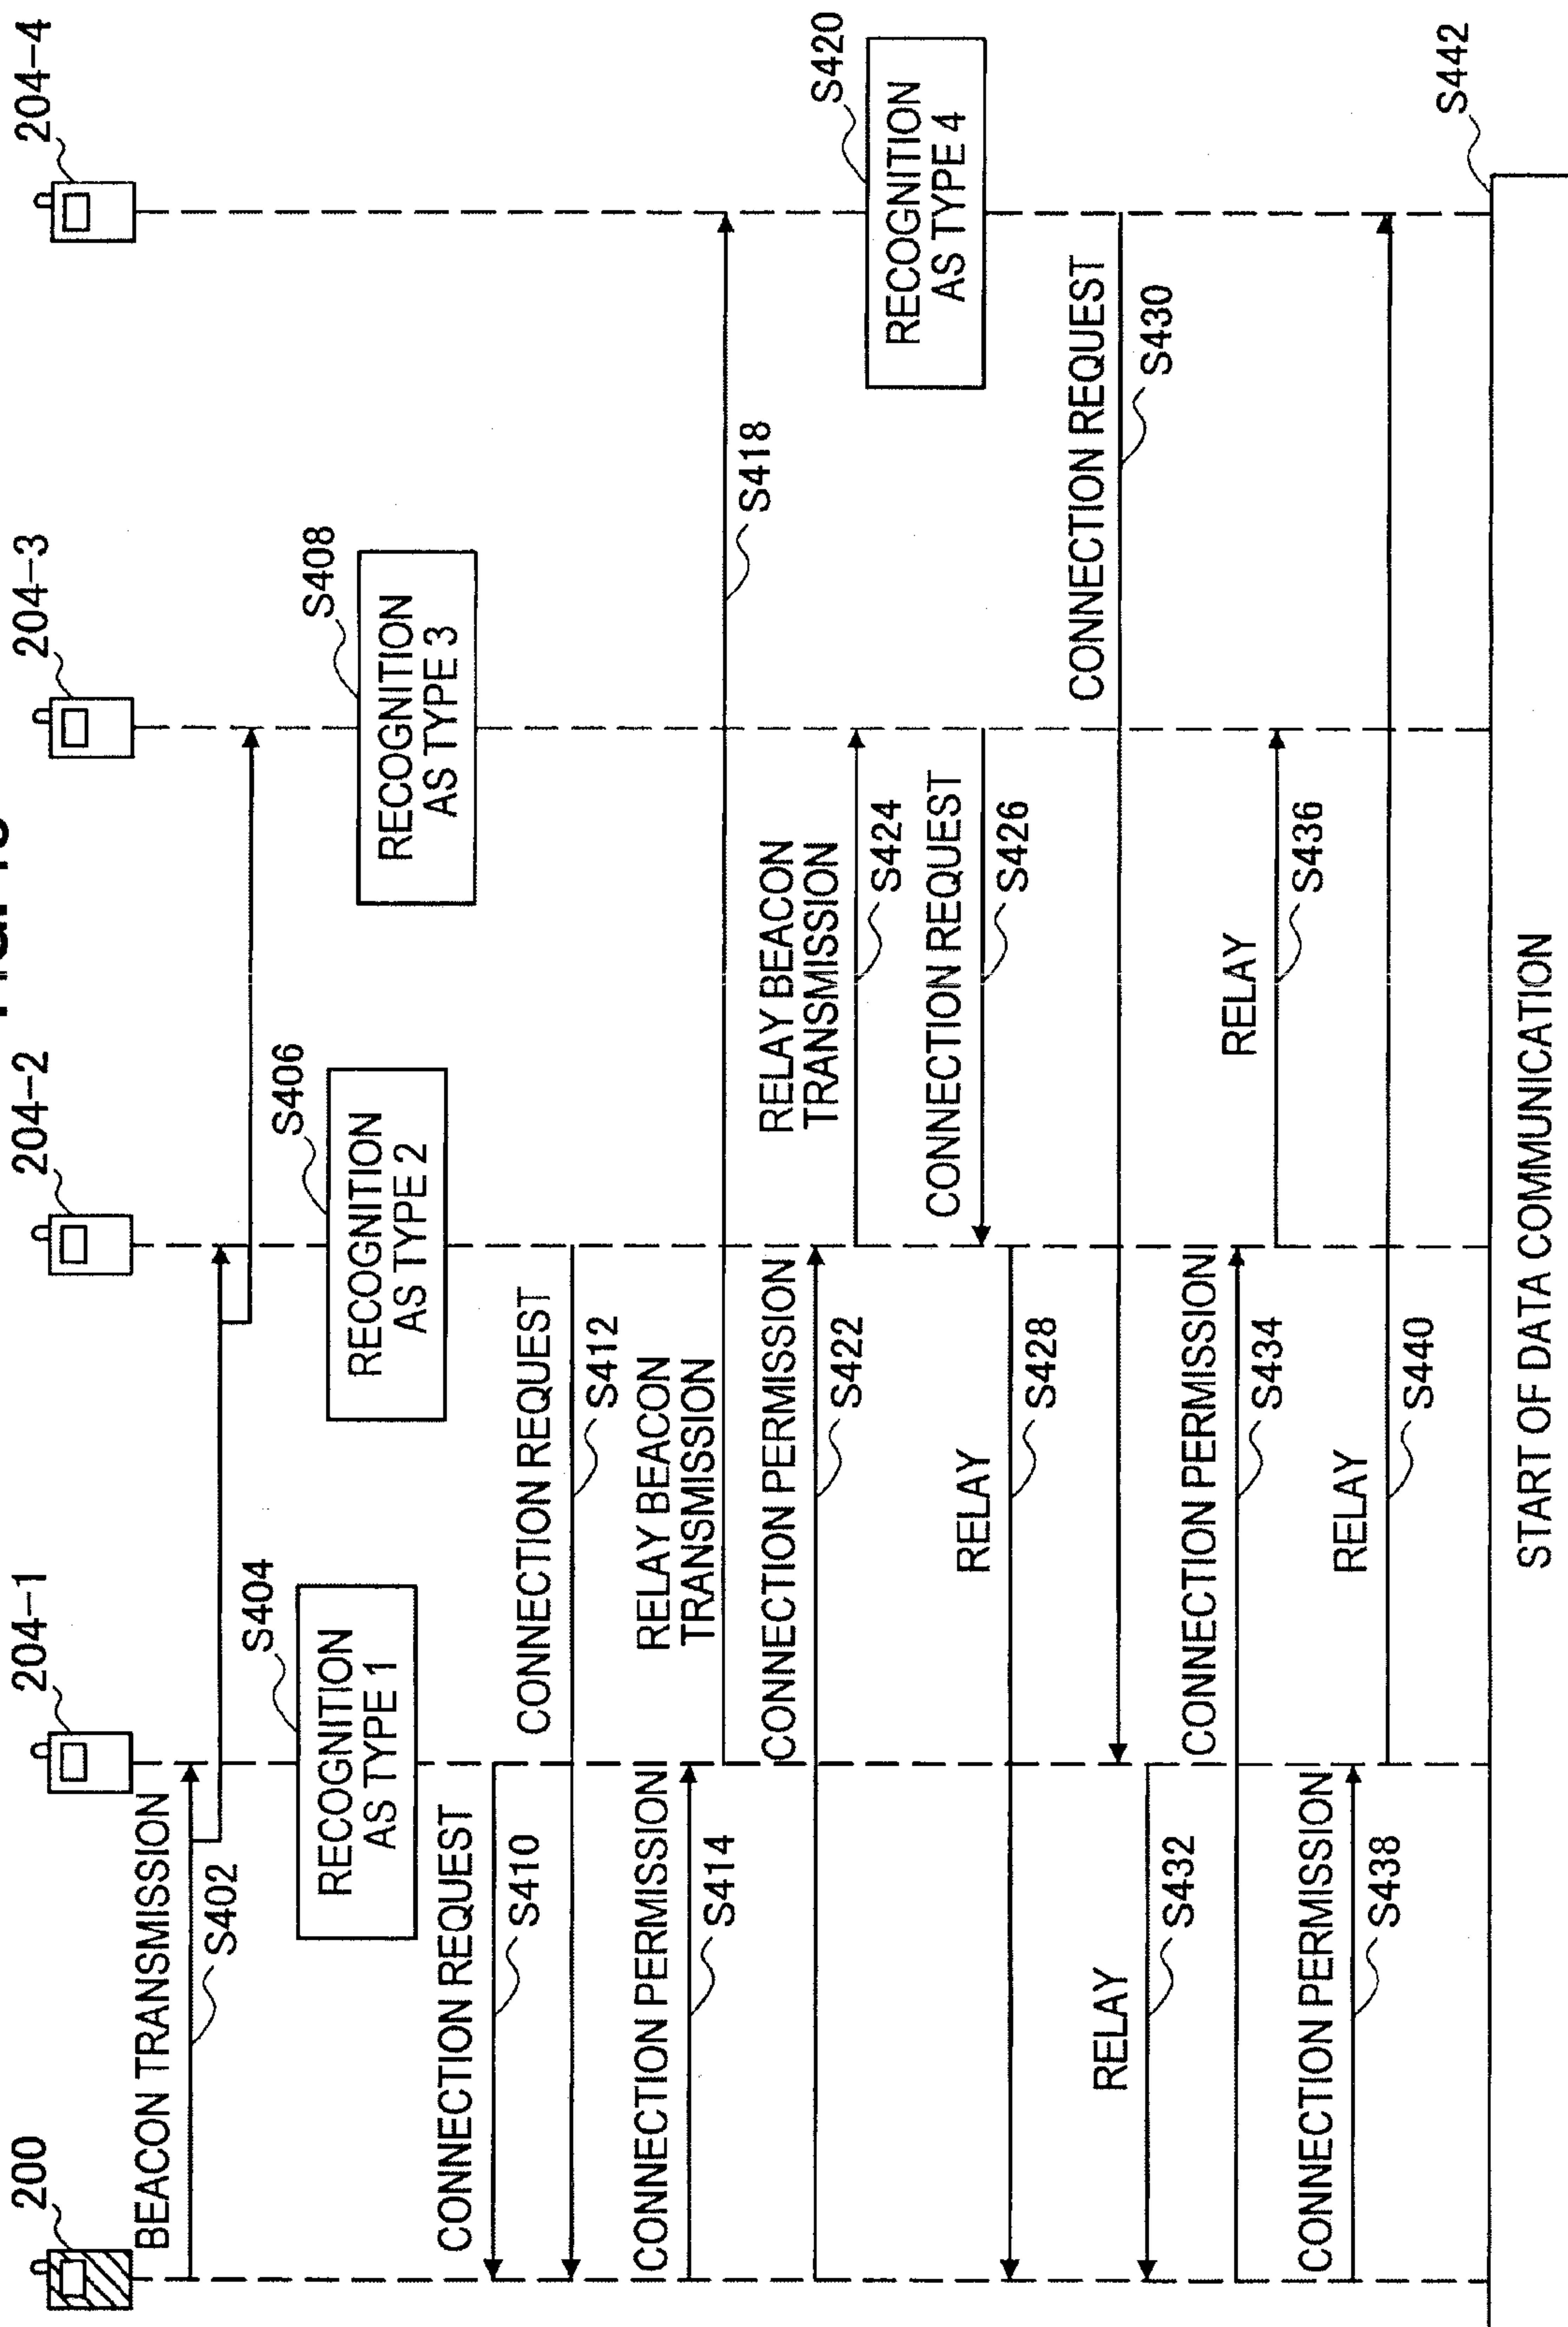 200
204-1
204-2
204-3
204-4
BEACON TRANSMISSION
S402
S404
RECOGNITION
AS TYPE 1
S406
RECOGNITION
AS TYPE 2
S408
RECOGNITION
AS TYPE 3
CONNECTION REQUEST
S410
CONNECTION REQUEST
S412
CONNECTION PERMISSION
S414
RELAY BEACON
TRANSMISSION
S418
S420
RECOGNITION
AS TYPE 4
CONNECTION PERMISSION
S422
RELAY BEACON
TRANSMISSION
S424
CONNECTION REQUEST
S426
RELAY
S428
CONNECTION REQUEST
S430
RELAY
S432
CONNECTION PERMISSION
S434
RELAY
S436
CONNECTION PERMISSION
S438
RELAY
S440
S442
START OF DATA COMMUNICATION